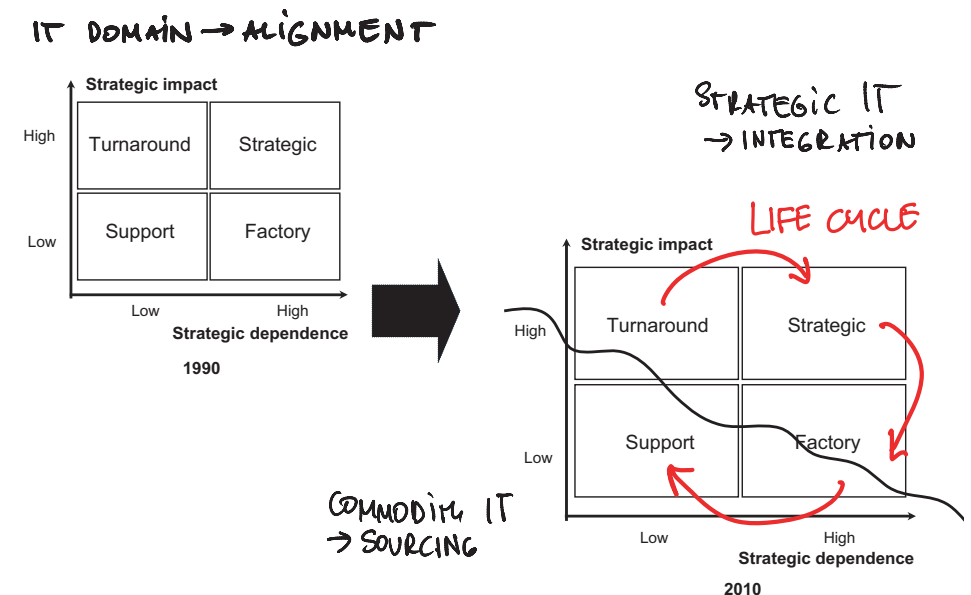 IT DOMAIN → ALIGNMENT
Strategic impact
High
Turnaround
Strategic
Low
Support
Factory
Low
High
Strategic dependence
1990
STRATEGIC IT
→ INTEGRATION
LIFE CYCLE
Strategic impact
High
Turnaround
Strategic
Low
Support
Factory
COMMODITY IT
→ SOURCING
Low
High
Strategic dependence
2010